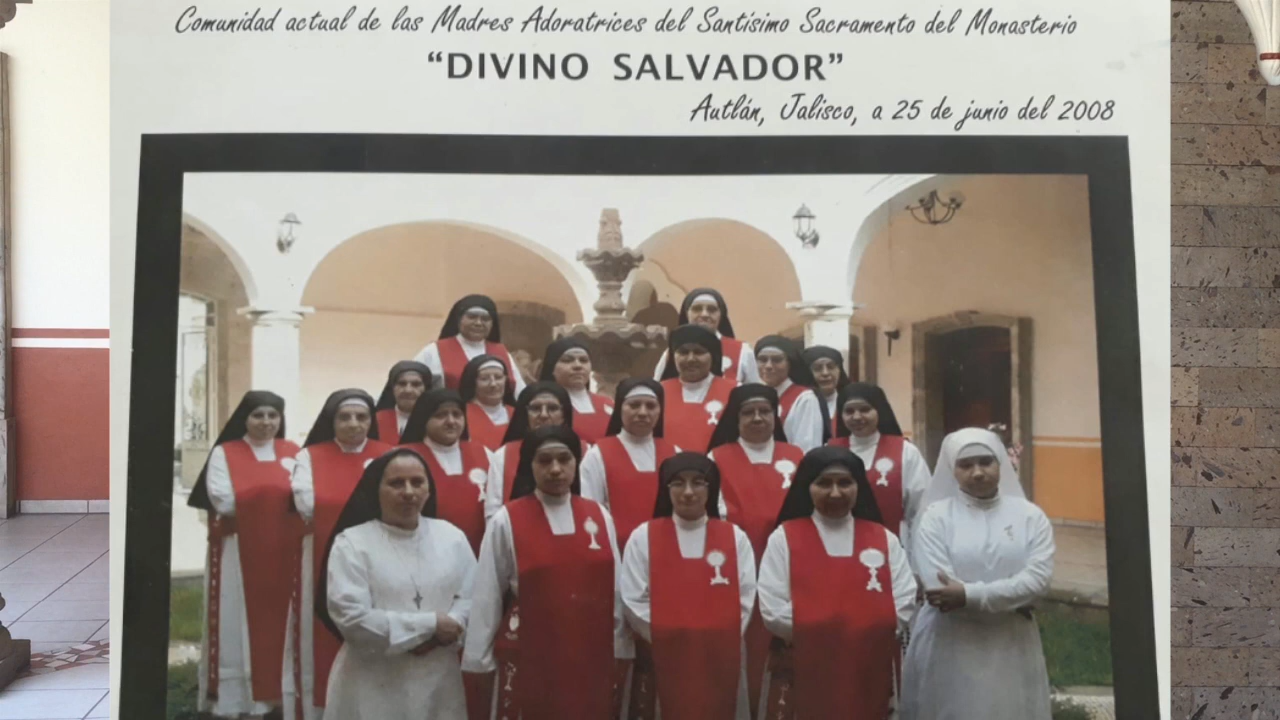 Comunidad actual de las Madres Adoratrices del Santísimo Sacramento del Monasterio
“DIVINO SALVADOR”
Autlán, Jalisco, a 25 de junio del 2008